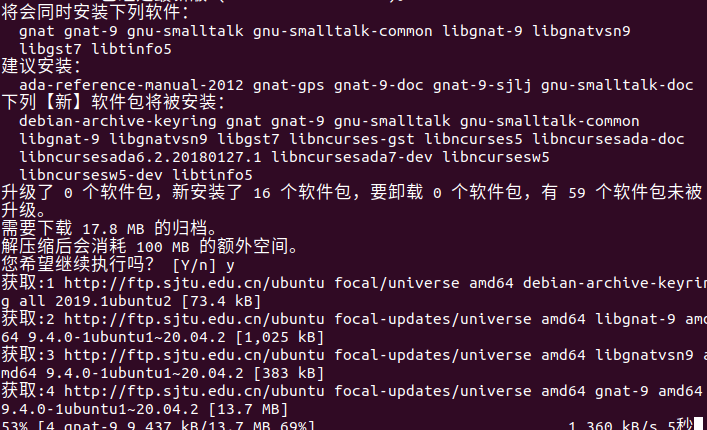 将会同时安装下列软件：
gnat gnat-9 gnu-smalltalk gnu-smalltalk-common libgnat-9 libgnatvsn9
libgst7 libtinfo5
建议安装：
ada-reference-manual-2012 gnat-gps gnat-9-doc gnat-9-sjlj gnu-smalltalk-doc
下列【新】软件包将被安装：
debian-archive-keyring gnat gnat-9 gnu-smalltalk gnu-smalltalk-common
libgnat-9 libgnatvsn9 libgst7 libncurses-gst libncurses5 libncursesada-doc
libncursesada6.2.20180127.1 libncursesada7-dev libncursesw5
libncursesw5-dev libtinfo5
升级了 0 个软件包，新安装了 16 个软件包，要卸载 0 个软件包，有 59 个软件包未被
升级。
需要下载 17.8 MB 的归档。
解压缩后会消耗 100 MB 的额外空间。
您希望继续执行吗？ [Y/n] y
获取:1 http://ftp.sjtu.edu.cn/ubuntu focal/universe amd64 debian-archive-keyrin
g all 2019.1ubuntu2 [73.4 kB]
获取:2 http://ftp.sjtu.edu.cn/ubuntu focal-updates/universe amd64 libgnat-9 amd
64 9.4.0-1ubuntu1~20.04.2 [1,025 kB]
获取:3 http://ftp.sjtu.edu.cn/ubuntu focal-updates/universe amd64 libgnatvsn9 a
md64 9.4.0-1ubuntu1~20.04.2 [383 kB]
获取:4 http://ftp.sjtu.edu.cn/ubuntu focal-updates/universe amd64 gnat-9 amd64
9.4.0-1ubuntu1~20.04.2 [13.7 MB]
53% [4 gnat-9 9,437 kB/13.7 MB 69%] 1,360 kB/s 5秒